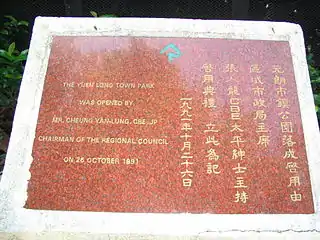 THE YUEN LONG TOWN PARK
WAS OPENED BY
MR. CHEUNG YAN-LUNG, CBE, JP
CHAIRMAN OF THE REGIONAL COUNCIL
ON 26 OCTOBER 1991
元朗市鎮公園落成啓用由
區域市政局主席
張人龍CBE太平紳士主持
啓用典禮 立此為記
一九九一年十月二十六日